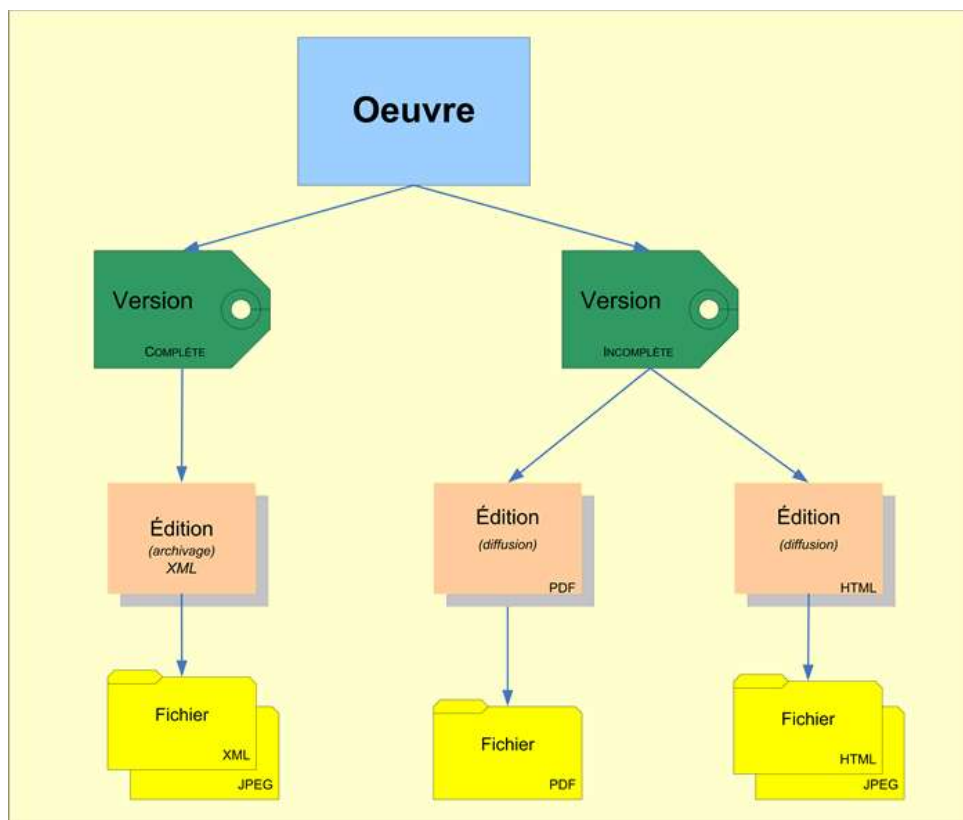 Oeuvre
Version
COMPLÈTE
Version
INCOMPLÈTE
Édition
(archivage)
XML
Édition
(diffusion)
PDF
Édition
(diffusion)
HTML
Fichier
XML
JPEG
Fichier
PDF
Fichier
HTML
JPEG